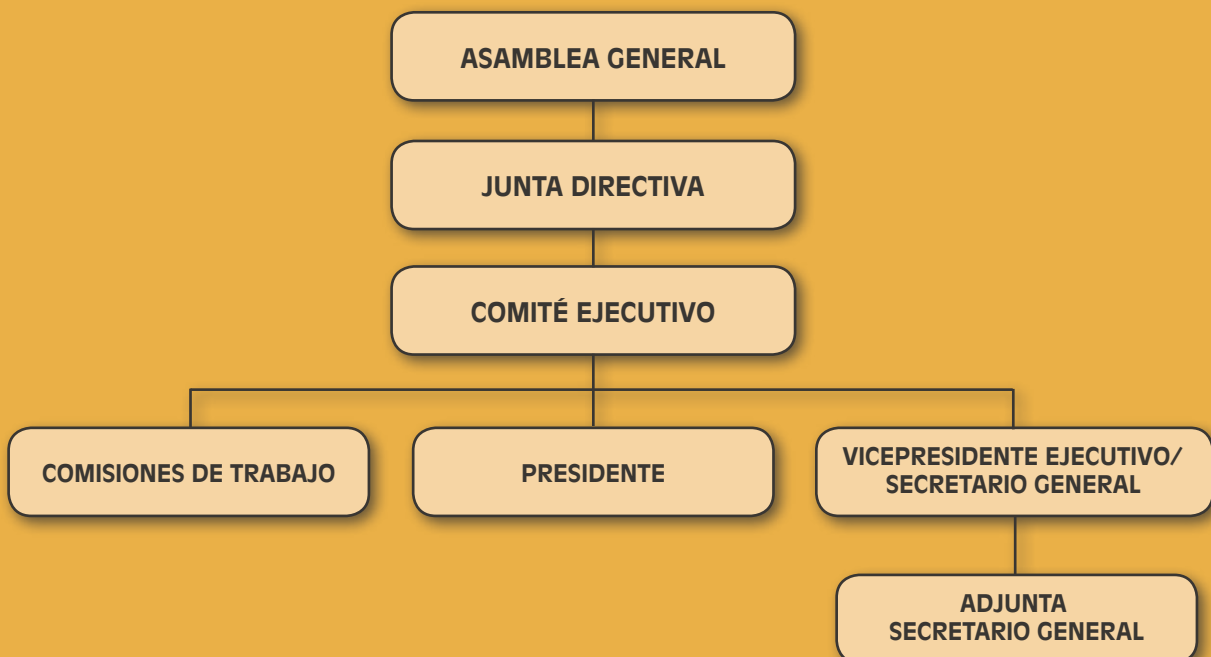 ASAMBLEA GENERAL
JUNTA DIRECTIVA
COMITÉ EJECUTIVO
COMISIONES DE TRABAJO
PRESIDENTE
VICEPRESIDENTE EJECUTIVO/
SECRETARIO GENERAL
ADJUNTA
SECRETARIO GENERAL